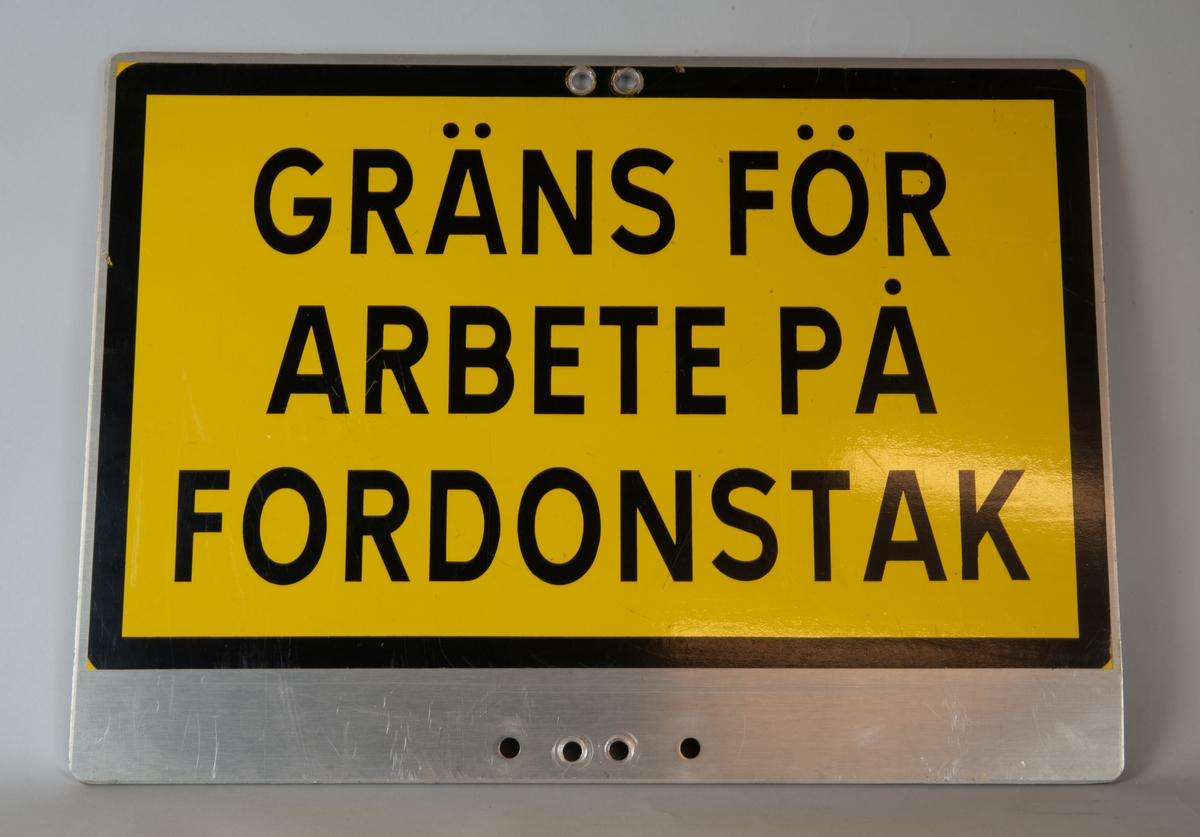 GRÄNS FÖR
ARBETE PÅ
FORDONSTAK